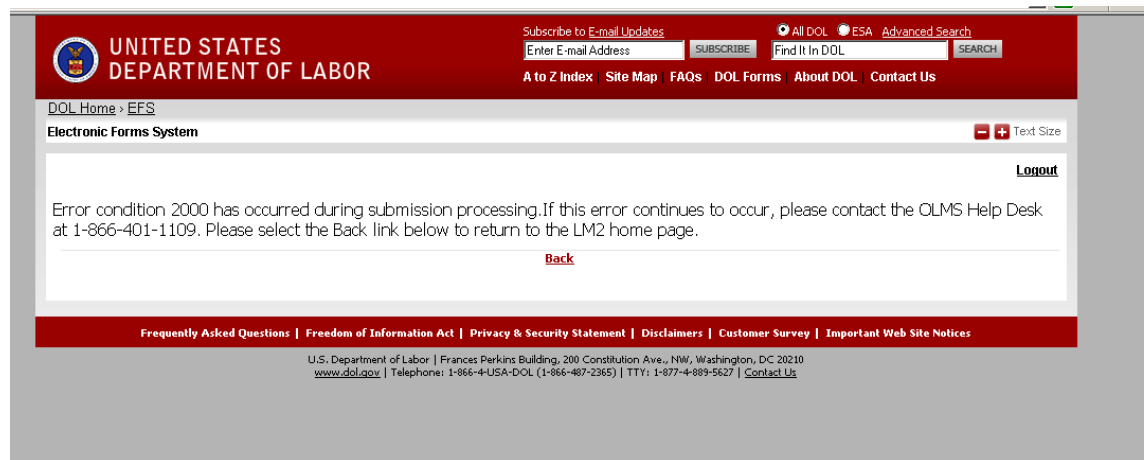 UNITED STATES
DEPARTMENT OF LABOR
Subscribe to E-mail Updates
Enter E-mail Address SUBSCRIBE
All DOL ESA Advanced Search
Find It In DOL SEARCH
A to Z Index | Site Map | FAQs | DOL Forms | About DOL | Contact Us
DOL Home > EFS
Electronic Forms System
Text Size
Logout
Error condition 2000 has occurred during submission processing.If this error continues to occur, please contact the OLMS Help Desk
at 1-866-401-1109. Please select the Back link below to return to the LM2 home page.
Back
Frequently Asked Questions | Freedom of Information Act | Privacy & Security Statement | Disclaimers | Customer Survey | Important Web Site Notices
U.S. Department of Labor | Frances Perkins Building, 200 Constitution Ave., NW, Washington, DC 20210
www.dol.gov | Telephone: 1-866-4-USA-DOL (1-866-487-2365) | TTY: 1-877-4-889-5627 | Contact Us